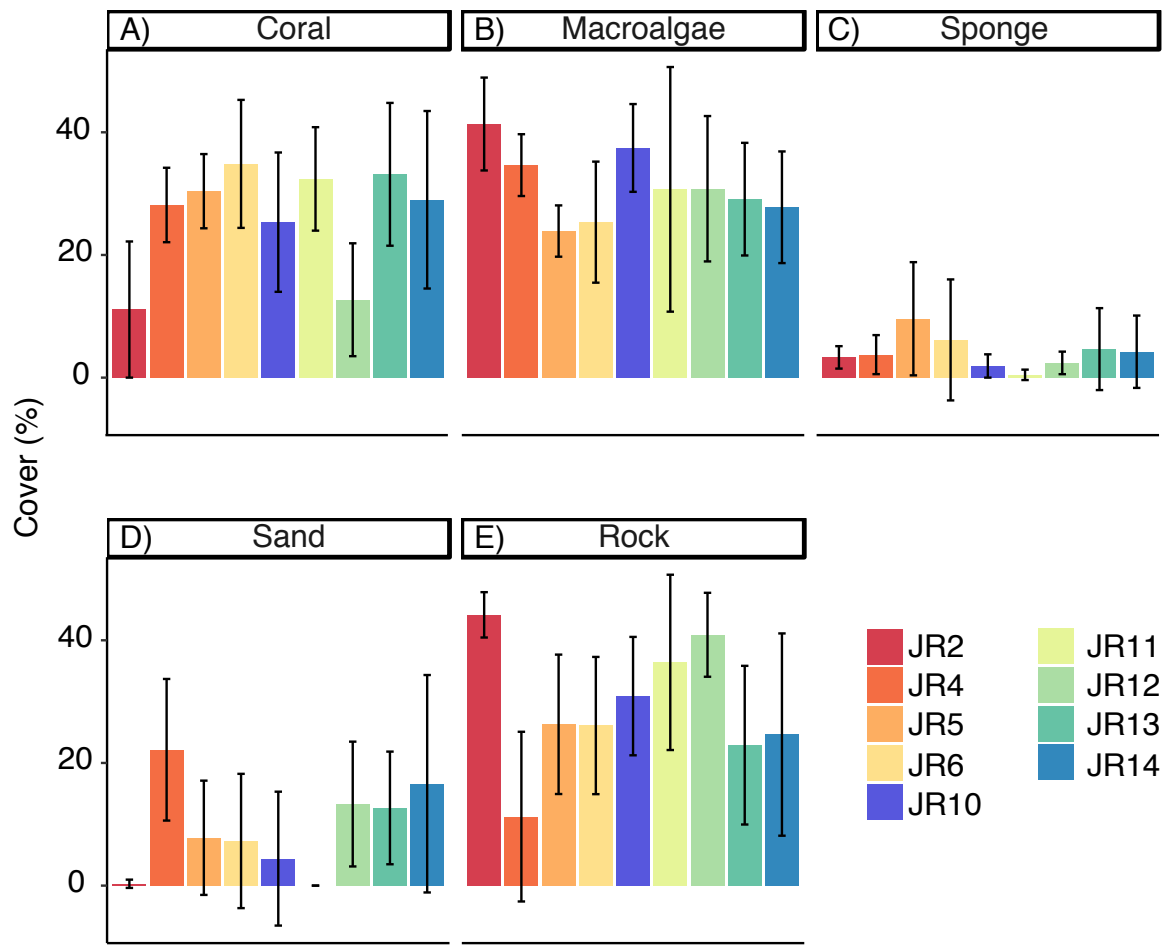 A) Coral
B) Macroalgae
C) Sponge
40
20
0
Cover (%)
D) Sand
E) Rock
40
20
0
JR2
JR4
JR5
JR6
JR10
JR11
JR12
JR13
JR14